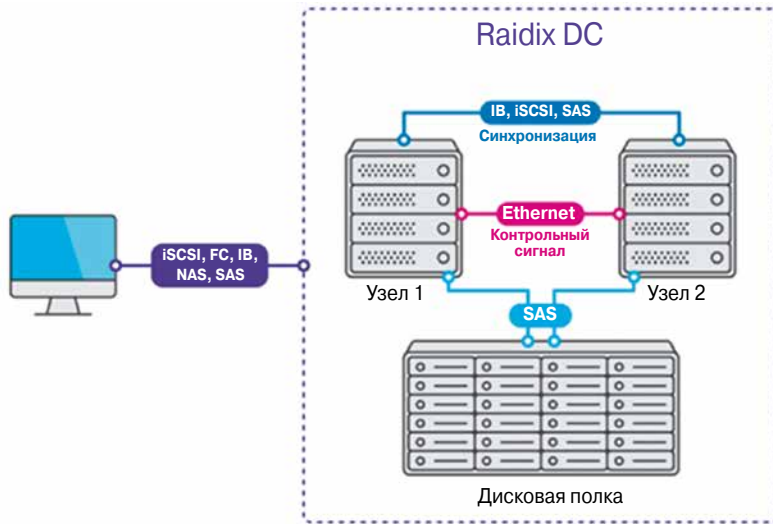 Raidix DC
IB, iSCSI, SAS
Синхронизация
Ethernet
Контрольный
сигнал
iSCSI, FC, IB,
NAS, SAS
Узел 1
Узел 2
SAS
Дисковая полка